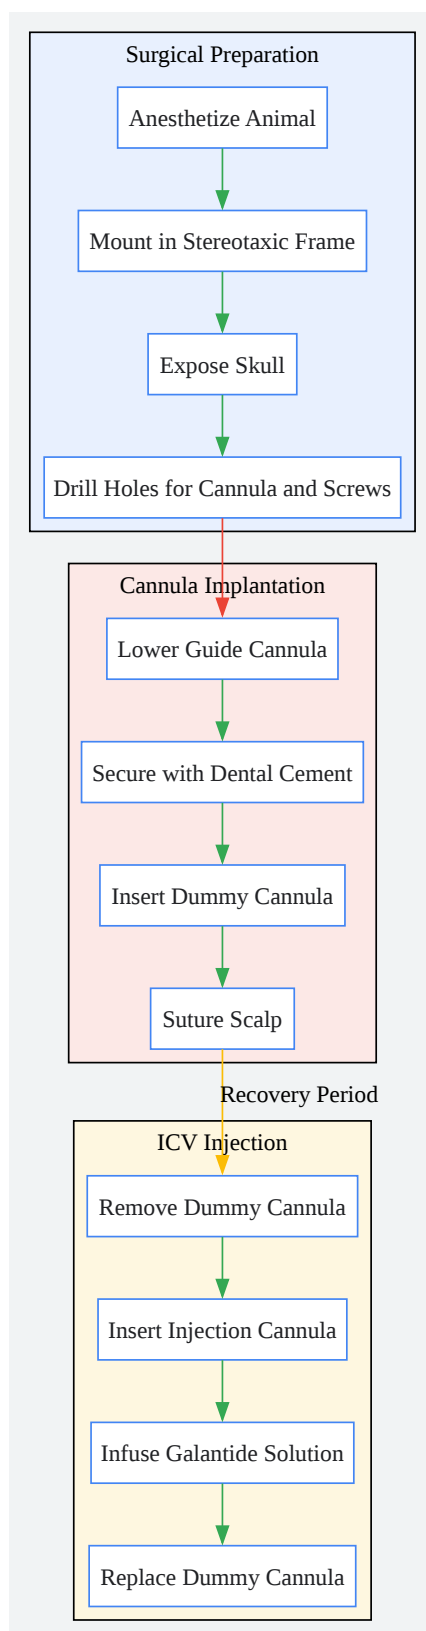 Surgical Preparation
Anesthetize Animal
Mount in Stereotaxic Frame
Expose Skull
Drill Holes for Cannula and Screws
Cannula Implantation
Lower Guide Cannula
Secure with Dental Cement
Insert Dummy Cannula
Suture Scalp
Recovery Period
ICV Injection
Remove Dummy Cannula
Insert Injection Cannula
Infuse Galantide Solution
Replace Dummy Cannula